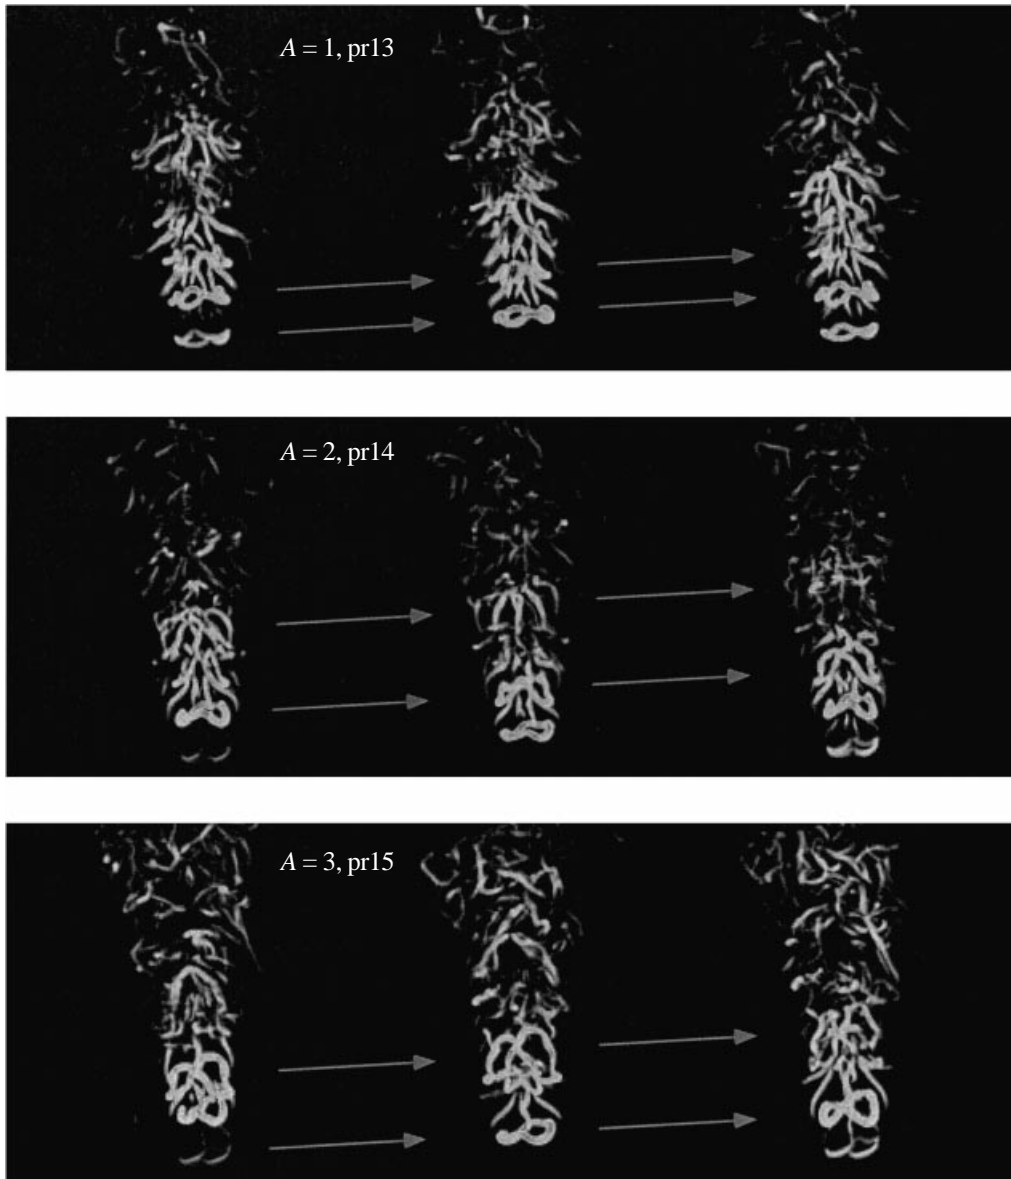 A = 1, pr13
A = 2, pr14
A = 3, pr15